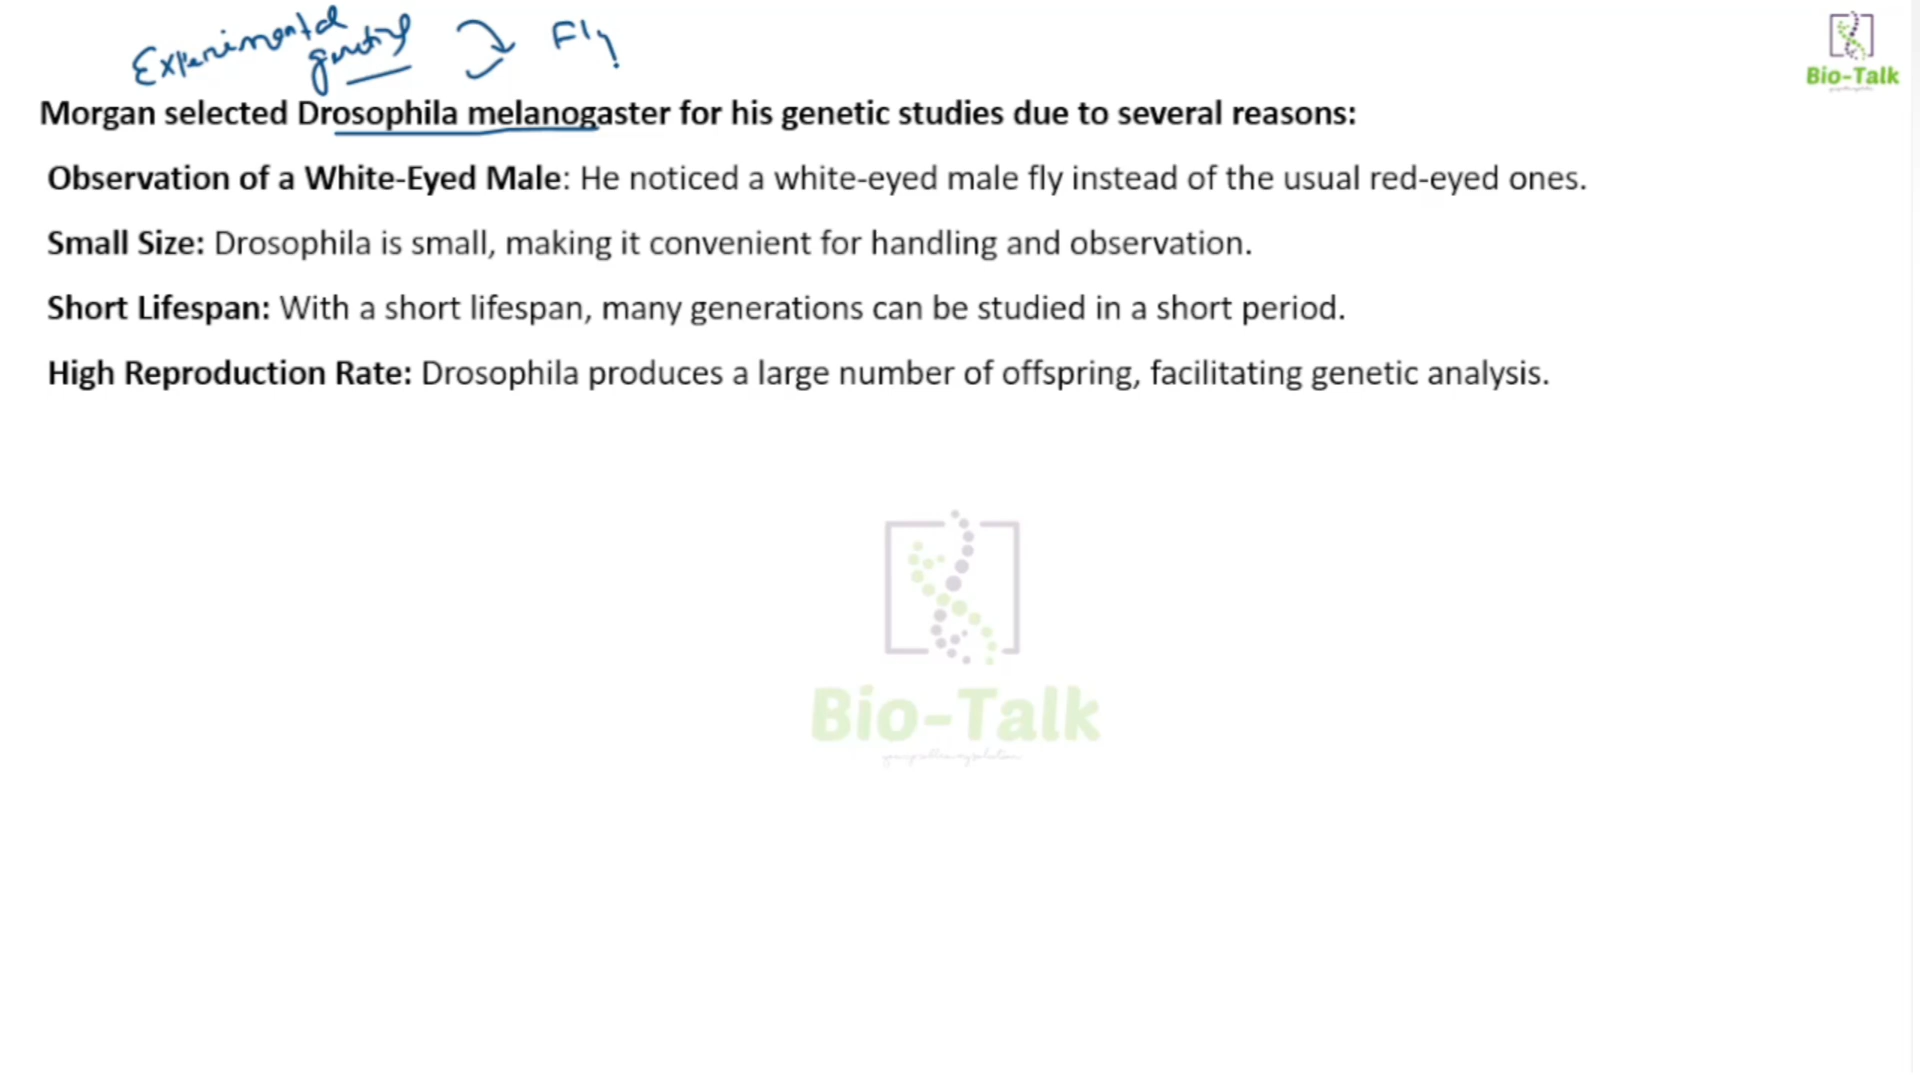 Experimental
genetics Fly
Bio-Talk
Morgan selected Drosophila melanogaster for his genetic studies due to several reasons:
Observation of a White-Eyed Male: He noticed a white-eyed male fly instead of the usual red-eyed ones.
Small Size: Drosophila is small, making it convenient for handling and observation.
Short Lifespan: With a short lifespan, many generations can be studied in a short period.
High Reproduction Rate: Drosophila produces a large number of offspring, facilitating genetic analysis.
Bio-Talk